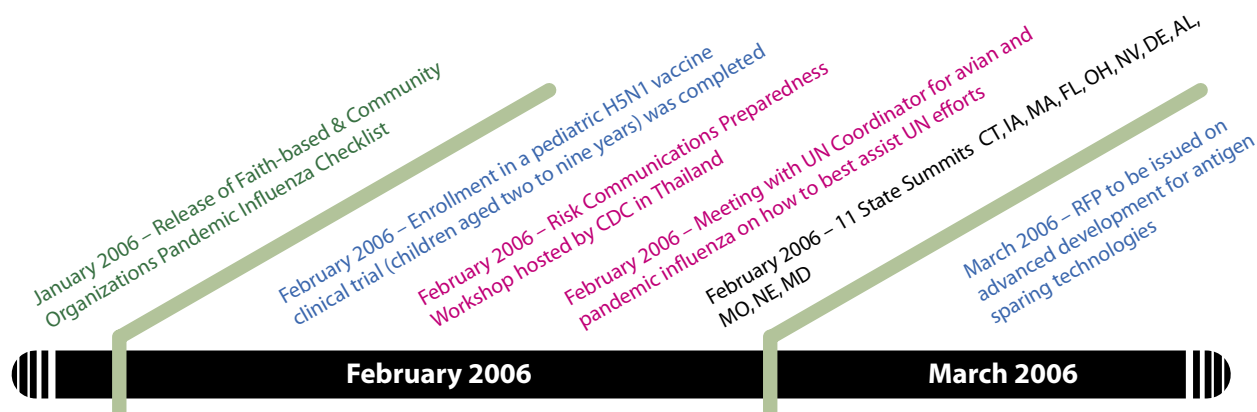 January 2006 – Release of Faith-based & Community
Organizations Pandemic Influenza Checklist
February 2006 – Enrollment in a pediatric H5N1 vaccine
clinical trial (children aged two to nine years) was completed
February 2006 – Risk Communications Preparedness
Workshop hosted by CDC in Thailand
February 2006 – Meeting with UN Coordinator for avian and
pandemic influenza on how to best assist UN efforts
February 2006 – 11 State Summits CT, IA, MA, FL, OH, NV, DE, AL,
MO, NE, MD
March 2006 – RFP to be issued on
advanced development for antigen
sparing technologies
February 2006
March 2006